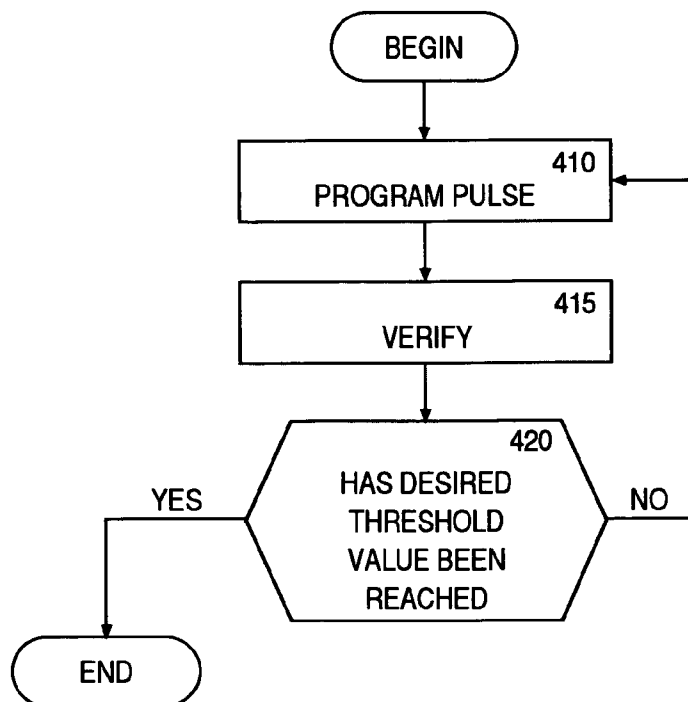 BEGIN
410
PROGRAM PULSE
415
VERIFY
420
HAS DESIRED
THRESHOLD
VALUE BEEN
REACHED
YES
NO
END